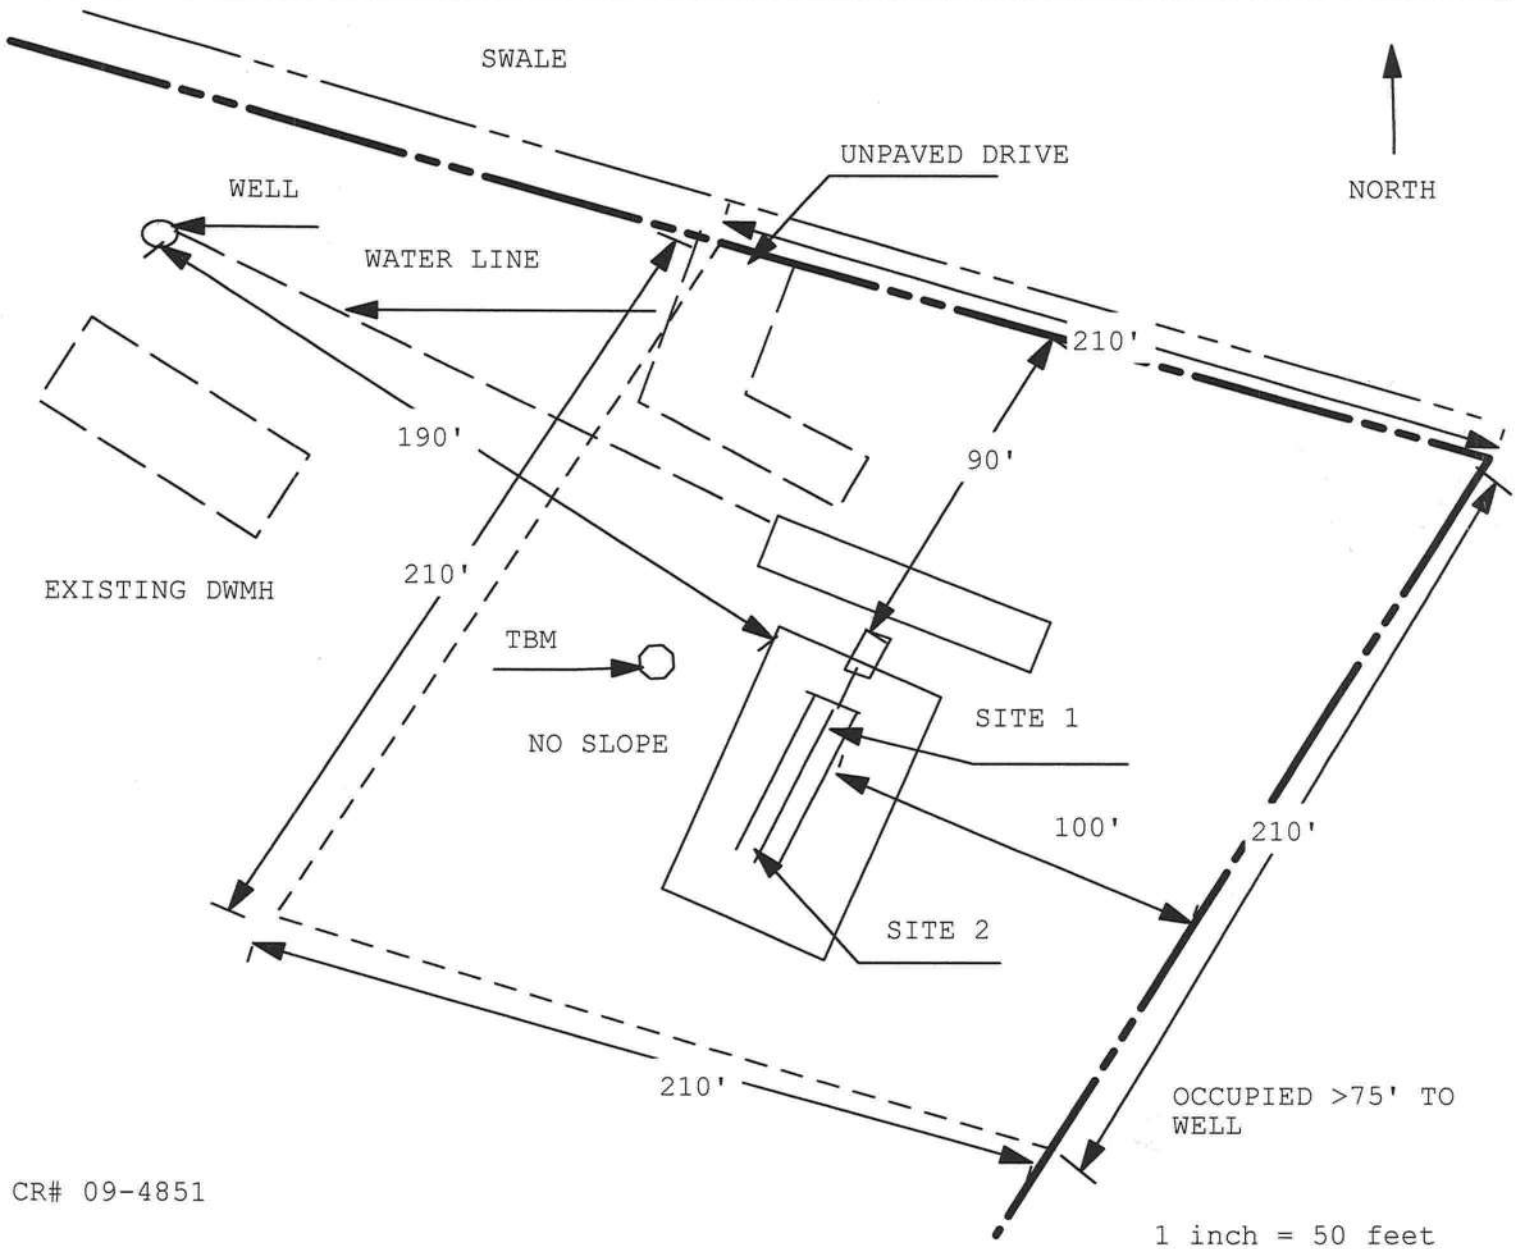 SWALE
UNPAVED DRIVE
WELL
NORTH
WATER LINE
210'
190'
90'
210'
EXISTING DWMH
TBM
SITE 1
NO SLOPE
100'
210'
SITE 2
210'
OCCUPIED >75' TO
WELL
CR# 09-4851
1 inch = 50 feet